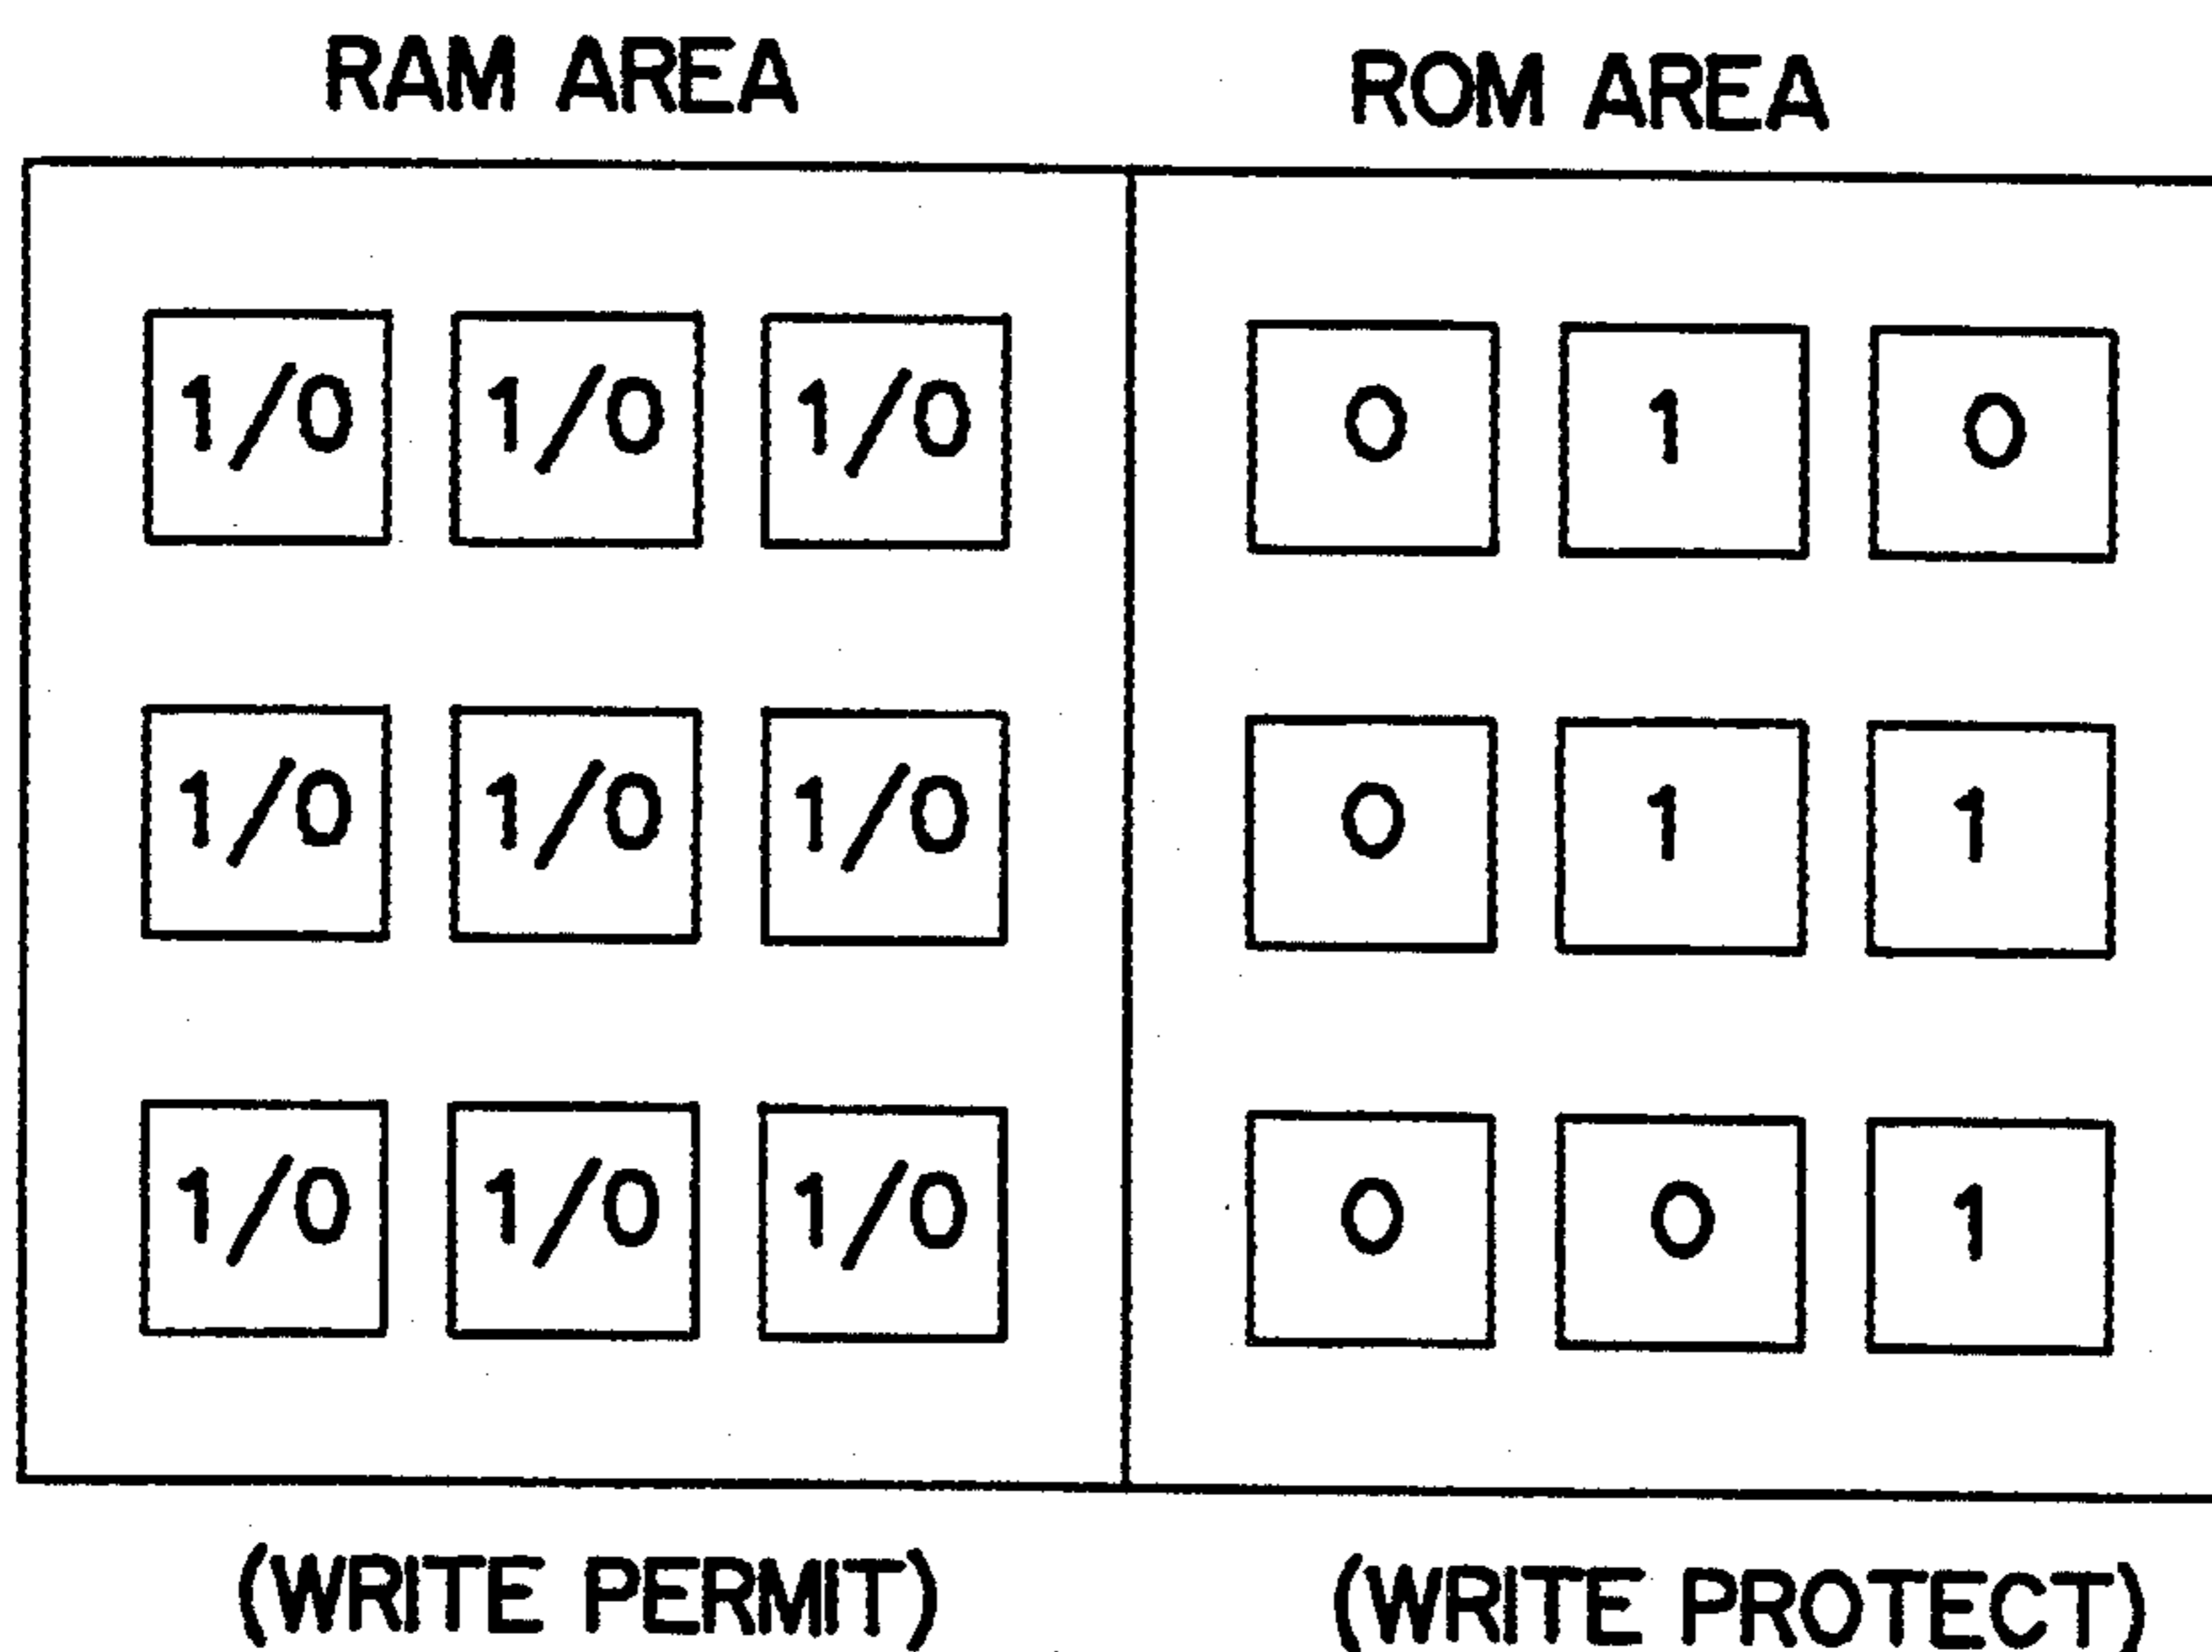 RAM AREA ROM AREA
1/0 1/0 1/0 0 1 0
1/0 1/0 1/0 0 1 1
1/0 1/0 1/0 0 0 1
(WRITE PERMIT) (WRITE PROTECT)